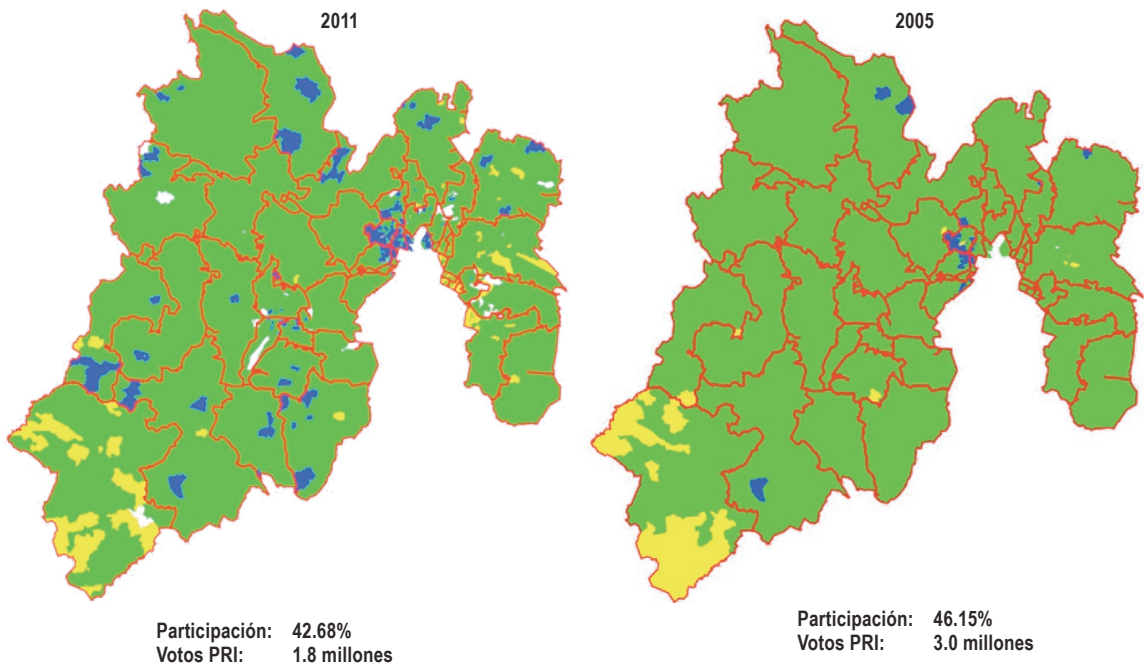 2011
2005
Participación: 42.68%
Votos PRI: 1.8 millones
Participación: 46.15%
Votos PRI: 3.0 millones